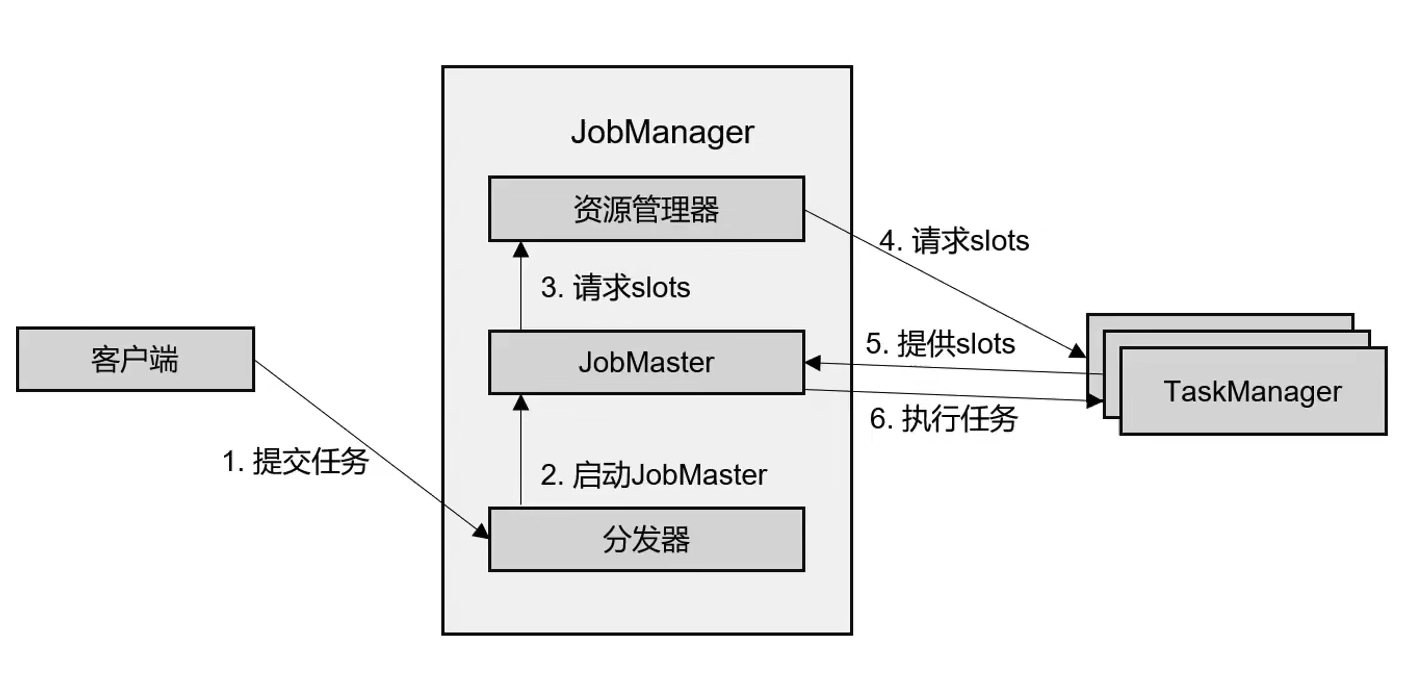 JobManager
资源管理器
4. 请求slots
3. 请求slots
客户端
JobMaster
5. 提供slots
TaskManager
6. 执行任务
1. 提交任务
2. 启动JobMaster
分发器